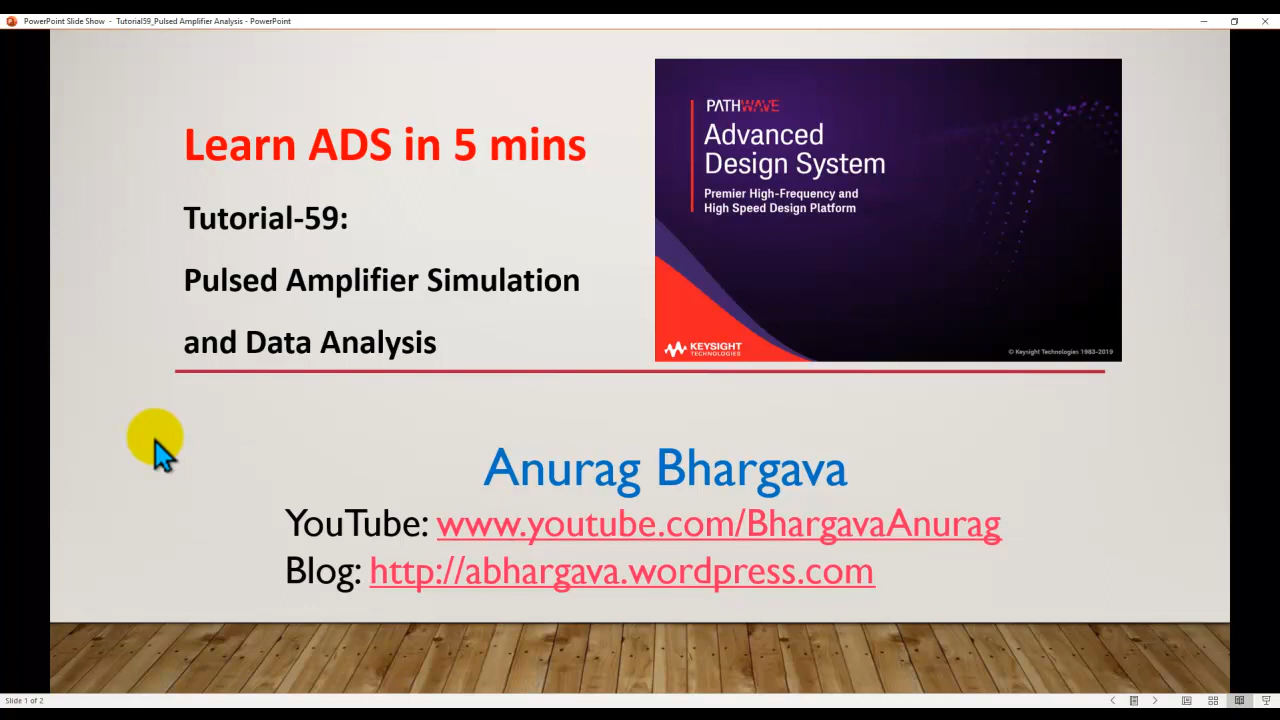 PowerPoint Slide Show - Tutorial59_Pulsed Amplifier Analysis - PowerPoint
Learn ADS in 5 mins
Tutorial-59:
Pulsed Amplifier Simulation
and Data Analysis
PATHWAVE
Advanced
Design System
Premier High-Frequency and
High Speed Design Platform
KEYSIGHT
TECHNOLOGIES
© Keysight Technologies 1983-2019
Anurag Bhargava
YouTube: www.youtube.com/BhargavaAnurag
Blog: http://abhargava.wordpress.com
Slide 1 of 2